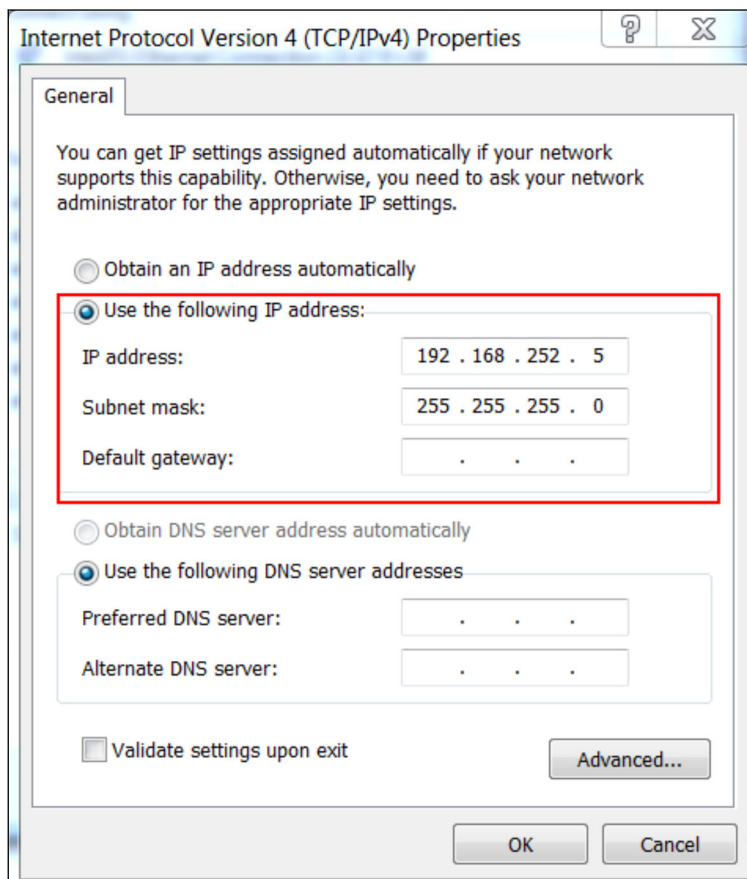 Internet Protocol Version 4 (TCP/IPv4) Properties
General
You can get IP settings assigned automatically if your network
supports this capability. Otherwise, you need to ask your network
administrator for the appropriate IP settings.
Obtain an IP address automatically
Use the following IP address:
IP address: 192 . 168 . 252 . 5
Subnet mask: 255 . 255 . 255 . 0
Default gateway: . . .
Obtain DNS server address automatically
Use the following DNS server addresses
Preferred DNS server: . . .
Alternate DNS server: . . .
Validate settings upon exit
Advanced...
OK Cancel